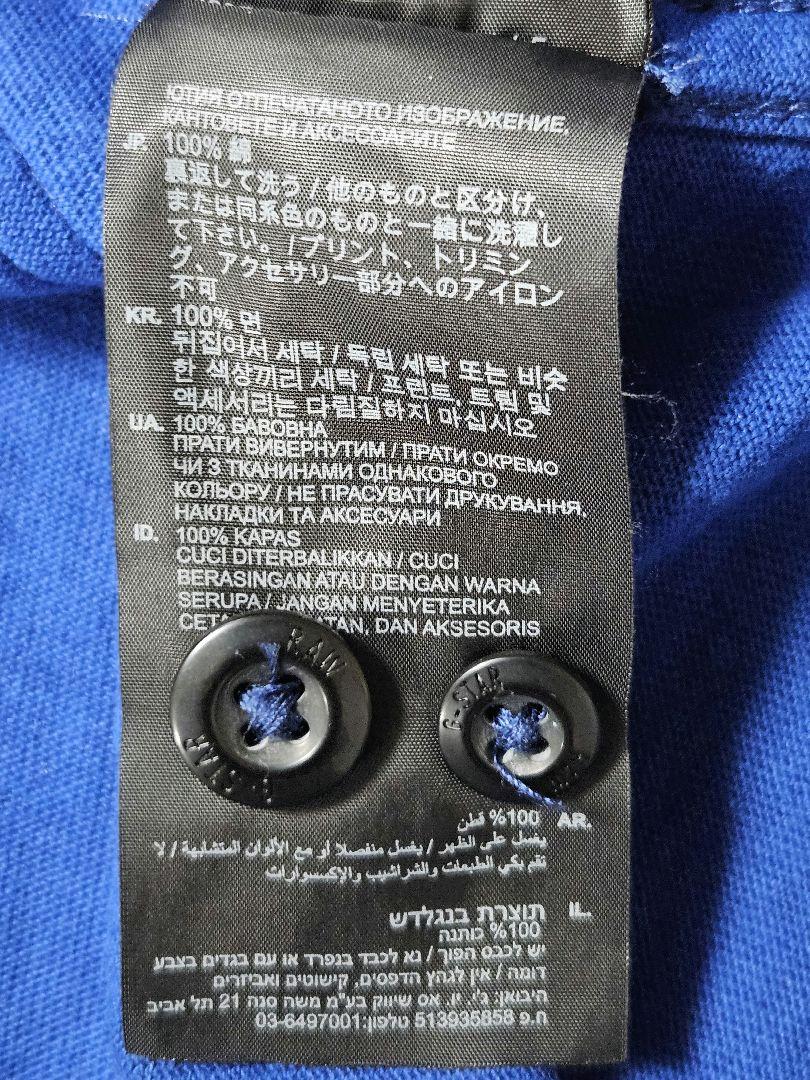 ЮТИЯ ОТПЕЧАТАНОТО ИЗОБРАЖЕНИЕ,
КАНТОВЕТЕ И АКСЕСОАРИТЕ
JP. 100% 綿
裏返して洗う / 他のものと区分け、
または同系色のものと一緒に洗濯し
て下さい。/プリント、トリミン
グ、アクセサリー部分へのアイロン
不可
KR. 100% 면
뒤집어서 세탁 / 독립 세탁 또는 비슷
한 색상끼리 세탁 / 프린트, 트림 및
액세서리는 다림질하지 마십시오
UA. 100% БАВОВНА
ПРАТИ ВИВЕРНУТИМ / ПРАТИ ОКРЕМО
ЧИ З ТКАНИНАМИ ОДНАКОВОГО
КОЛЬОРУ / НЕ ПРАСУВАТИ ДРУКУВАННЯ,
НАКЛАДКИ ТА АКСЕСУАРИ
ID. 100% KAPAS
CUCI DITERBALIKKAN / CUCI
BERASINGAN ATAU DENGAN WARNA
SERUPA / JANGAN MENYETERIKA
DAN AKSESORIS
RAW
G-STAR
G-STAR
AR. 100% قطن
يغسل على الظهر / يغسل منفصلا أو مع الألوان المتشابهة / لا
تقم بكي الطبعات والشراشيب والإكسسوارات
IL. תוצרת בנגלדש
100% כותנה
יש לכבס הפוך / נא לכבד בנפרד או עם בגדים בצבע
דומה / אין לגהץ הדפסים, קישוטים ואביזרים
היבואן: ג'י. יו. אס שיווק בע"מ משה סנה 21 תל אביב
ח.פ 513935858 טלפון: 03-6497001